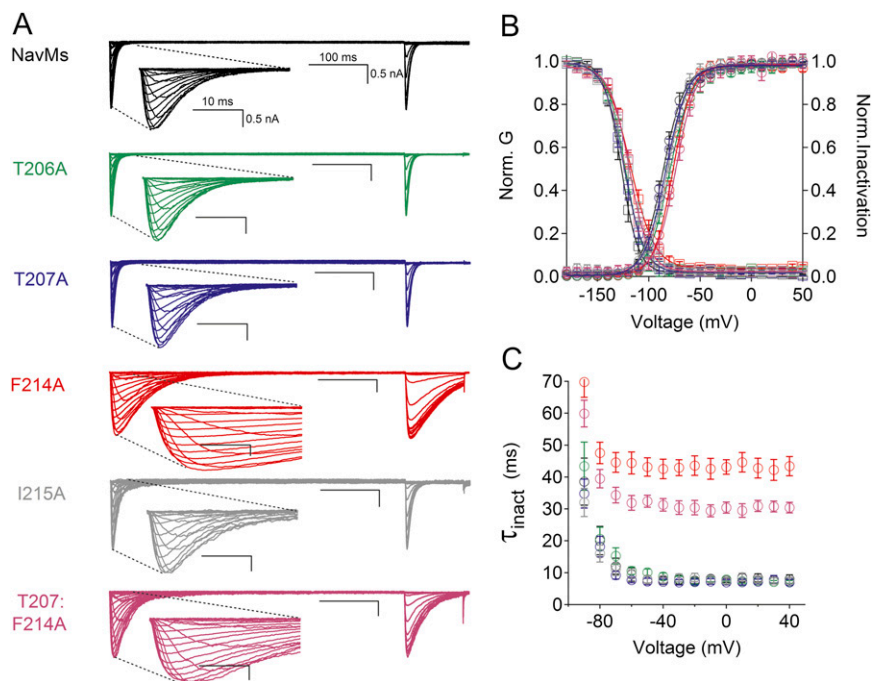 A
NavMs
100 ms
0.5 nA
10 ms
0.5 nA
T206A
T207A
F214A
I215A
T207:
F214A
B
1.0
0.8
0.6
0.4
0.2
0.0
Norm. G
1.0
0.8
0.6
0.4
0.2
0.0
Norm.Inactivation
-150 -100 -50 0 50
Voltage (mV)
C
70
60
50
40
30
20
10
0
τinact (ms)
-80 -40 0 40
Voltage (mV)